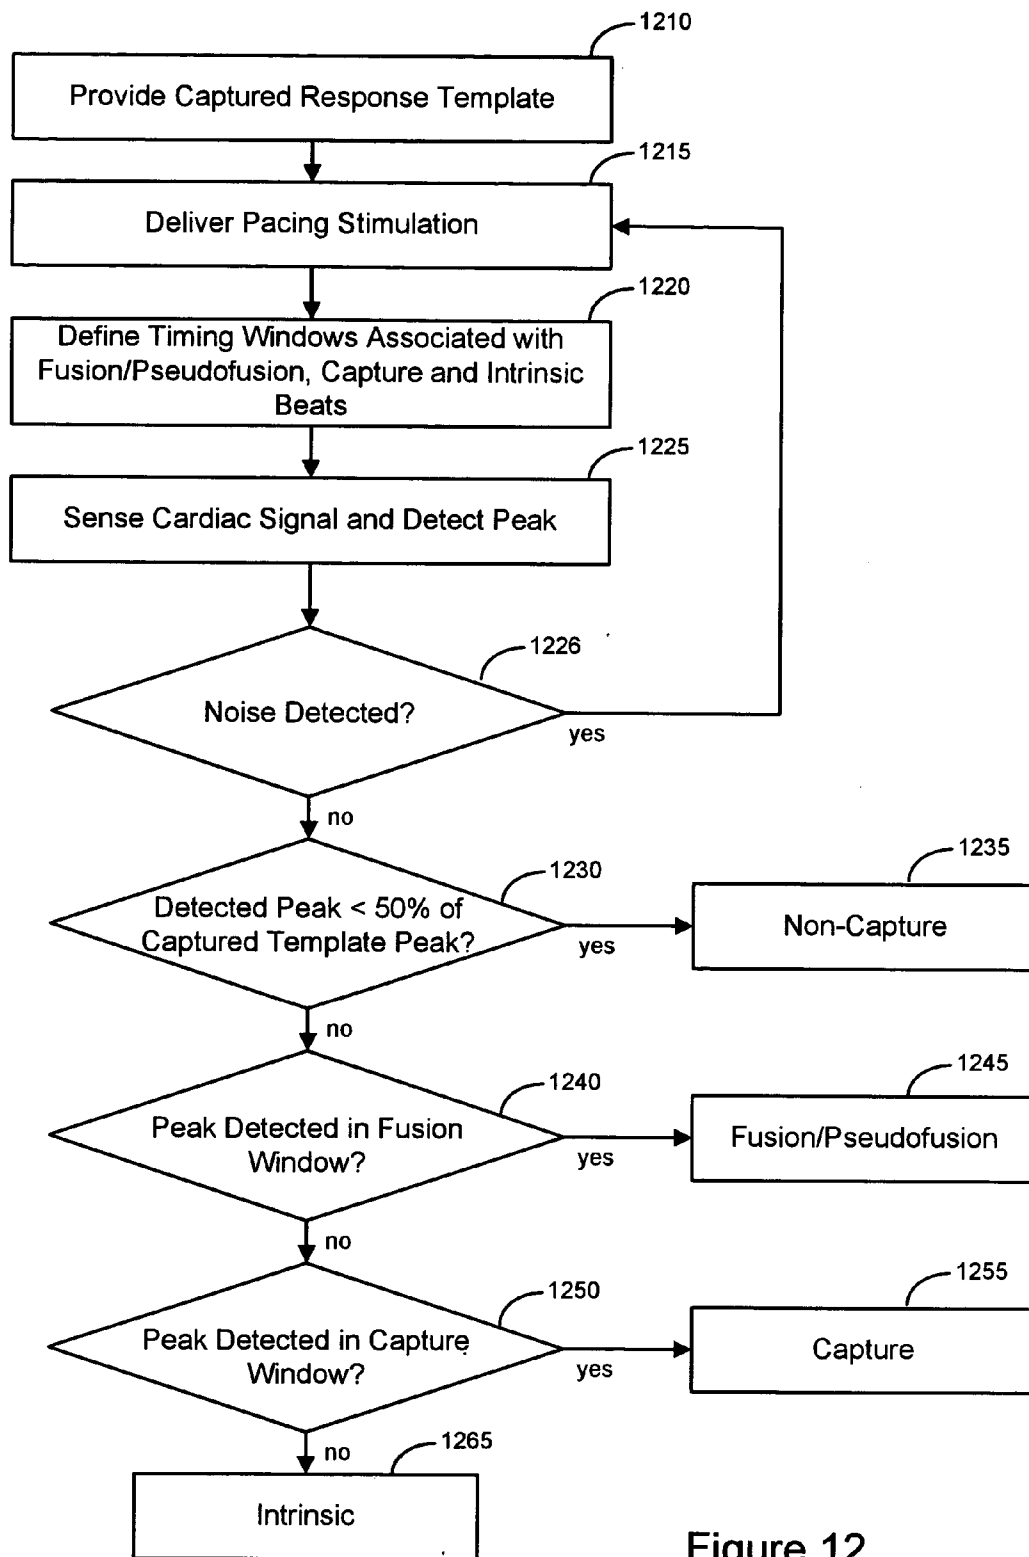 1210
Provide Captured Response Template
1215
Deliver Pacing Stimulation
1220
Define Timing Windows Associated with
Fusion/Pseudofusion, Capture and Intrinsic
Beats
1225
Sense Cardiac Signal and Detect Peak
1226
Noise Detected?
yes
no
1230
Detected Peak < 50% of
Captured Template Peak?
yes
1235
Non-Capture
no
1240
Peak Detected in Fusion
Window?
yes
1245
Fusion/Pseudofusion
no
1250
Peak Detected in Capture
Window?
yes
1255
Capture
no
1265
Intrinsic
Figure 12